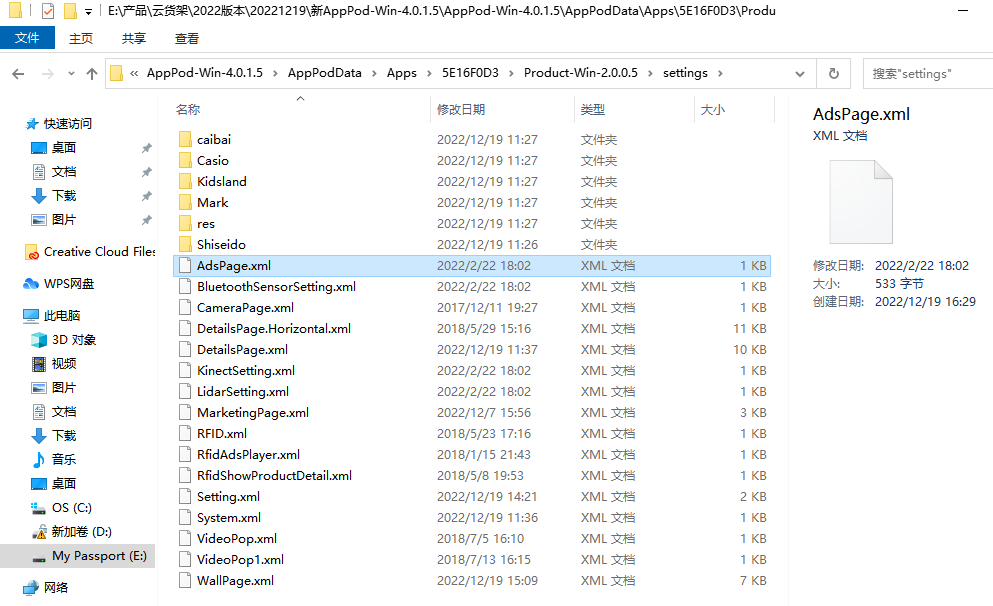 E:\产品\云货架\2022版本\20221219\新AppPod-Win-4.0.1.5\AppPod-Win-4.0.1.5\AppPodData\Apps\5E16F0D3\Produ
文件 主页 共享 查看
« AppPod-Win-4.0.1.5 › AppPodData › Apps › 5E16F0D3 › Product-Win-2.0.0.5 › settings › 搜索"settings"
快速访问
桌面
文档
下载
图片
Creative Cloud Files
WPS网盘
此电脑
3D 对象
视频
图片
文档
下载
音乐
桌面
OS (C:)
新加卷 (D:)
My Passport (E:)
网络
名称 修改日期 类型 大小
caibai 2022/12/19 11:27 文件夹
Casio 2022/12/19 11:27 文件夹
Kidsland 2022/12/19 11:27 文件夹
Mark 2022/12/19 11:27 文件夹
res 2022/12/19 11:27 文件夹
Shiseido 2022/12/19 11:26 文件夹
AdsPage.xml 2022/2/22 18:02 XML 文档 1 KB
BluetoothSensorSetting.xml 2022/2/22 18:02 XML 文档 1 KB
CameraPage.xml 2017/12/11 19:27 XML 文档 1 KB
DetailsPage.Horizontal.xml 2018/5/29 15:16 XML 文档 11 KB
DetailsPage.xml 2022/12/19 11:37 XML 文档 10 KB
KinectSetting.xml 2022/2/22 18:02 XML 文档 1 KB
LidarSetting.xml 2022/2/22 18:02 XML 文档 1 KB
MarketingPage.xml 2022/12/7 15:56 XML 文档 3 KB
RFID.xml 2018/5/23 17:16 XML 文档 1 KB
RfidAdsPlayer.xml 2018/1/15 21:43 XML 文档 1 KB
RfidShowProductDetail.xml 2018/5/8 19:53 XML 文档 1 KB
Setting.xml 2022/12/19 14:21 XML 文档 2 KB
System.xml 2022/12/19 11:36 XML 文档 1 KB
VideoPop.xml 2018/7/5 16:10 XML 文档 1 KB
VideoPop1.xml 2018/7/13 16:15 XML 文档 1 KB
WallPage.xml 2022/12/19 15:09 XML 文档 7 KB
AdsPage.xml
XML 文档
修改日期: 2022/2/22 18:02
大小: 533 字节
创建日期: 2022/12/19 16:29